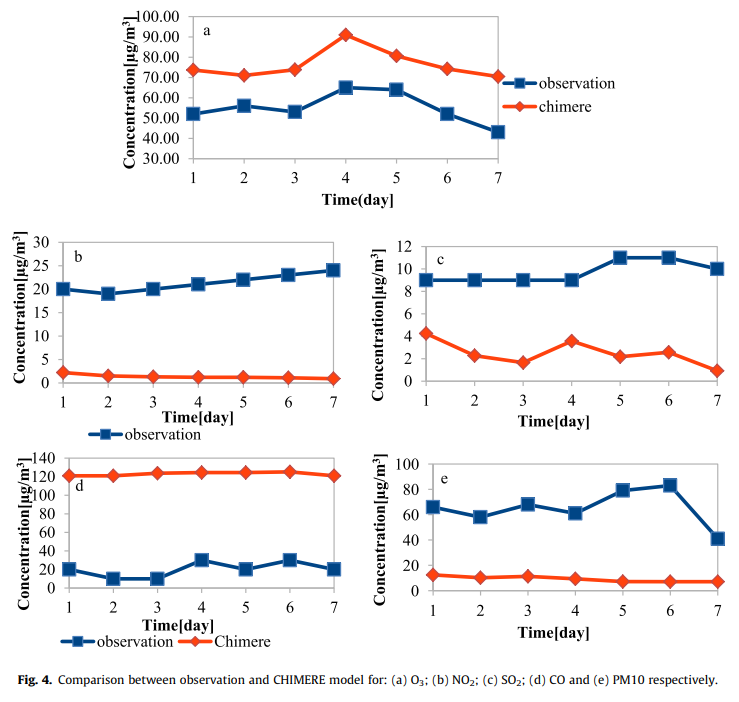 a
100.00
90.00
80.00
70.00
60.00
50.00
40.00
30.00
Concentration[µg/m³]
1 2 3 4 5 6 7
Time(day]
observation
chimere
b
30
25
20
15
10
5
0
Concentration[µg/m³]
1 2 3 4 5 6 7
Time[day]
observation
c
12
10
8
6
4
2
0
Concentration[µg/m³]
1 2 3 4 5 6 7
Time[day]
d
140
120
100
80
60
40
20
0
Concentration[µg/m³]
1 2 3 4 5 6 7
Time[day]
observation Chimere
e
100
80
60
40
20
0
Concentration[µg/m³]
1 2 3 4 5 6 7
Time[day]
Fig. 4. Comparison between observation and CHIMERE model for: (a) O₃; (b) NO₂; (c) SO₂; (d) CO and (e) PM10 respectively.